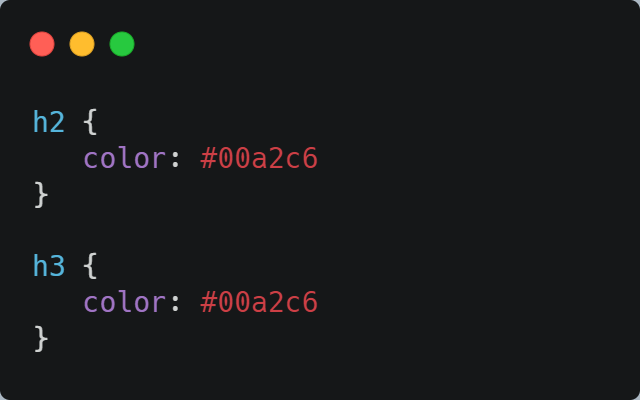 h2 {
   color: #00a2c6
}

h3 {
   color: #00a2c6
}